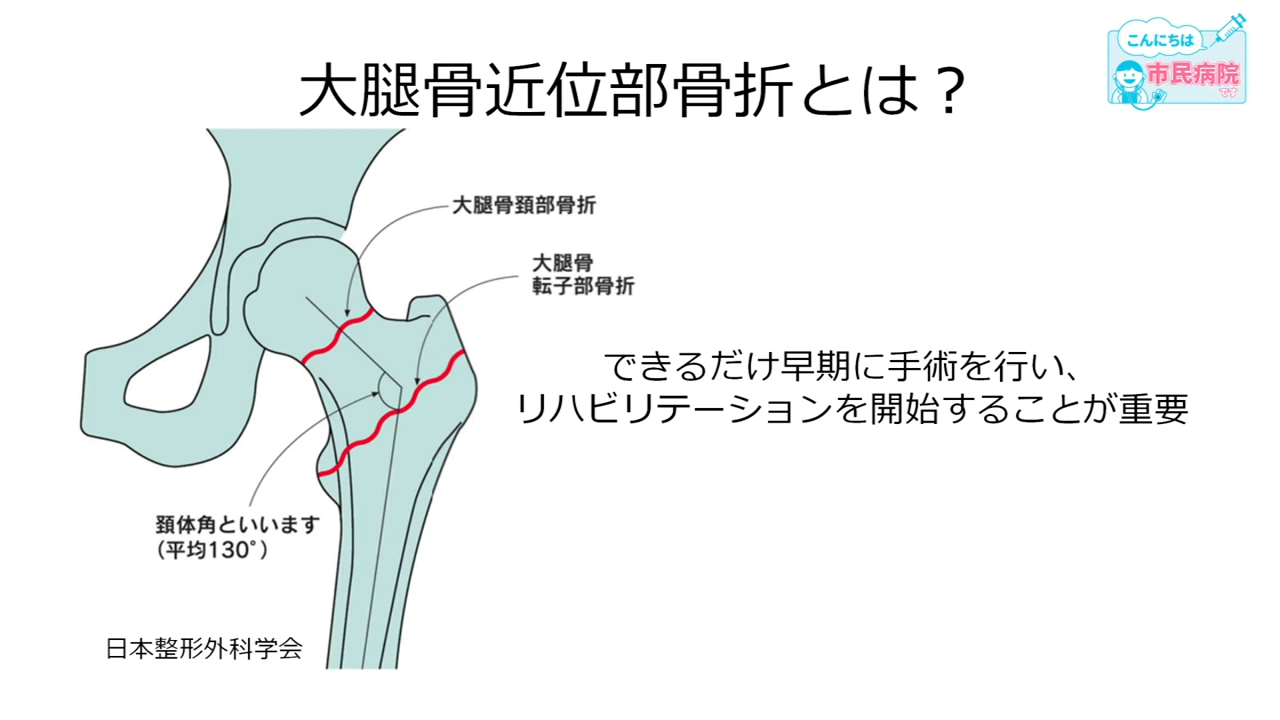 こんにちは
市民病院
です
大腿骨近位部骨折とは？
大腿骨頚部骨折
大腿骨
転子部骨折
できるだけ早期に手術を行い、
リハビリテーションを開始することが重要
頚体角といいます
（平均130°）
日本整形外科学会